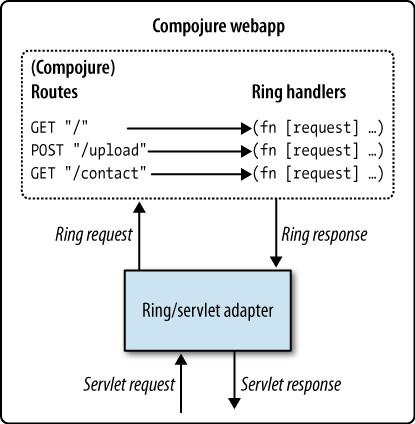 Compojure webapp
(Compojure)
Routes Ring handlers
GET "/" (fn [request] …)
POST "/upload" (fn [request] …)
GET "/contact" (fn [request] …)
Ring request Ring response
Ring/servlet adapter
Servlet request Servlet response